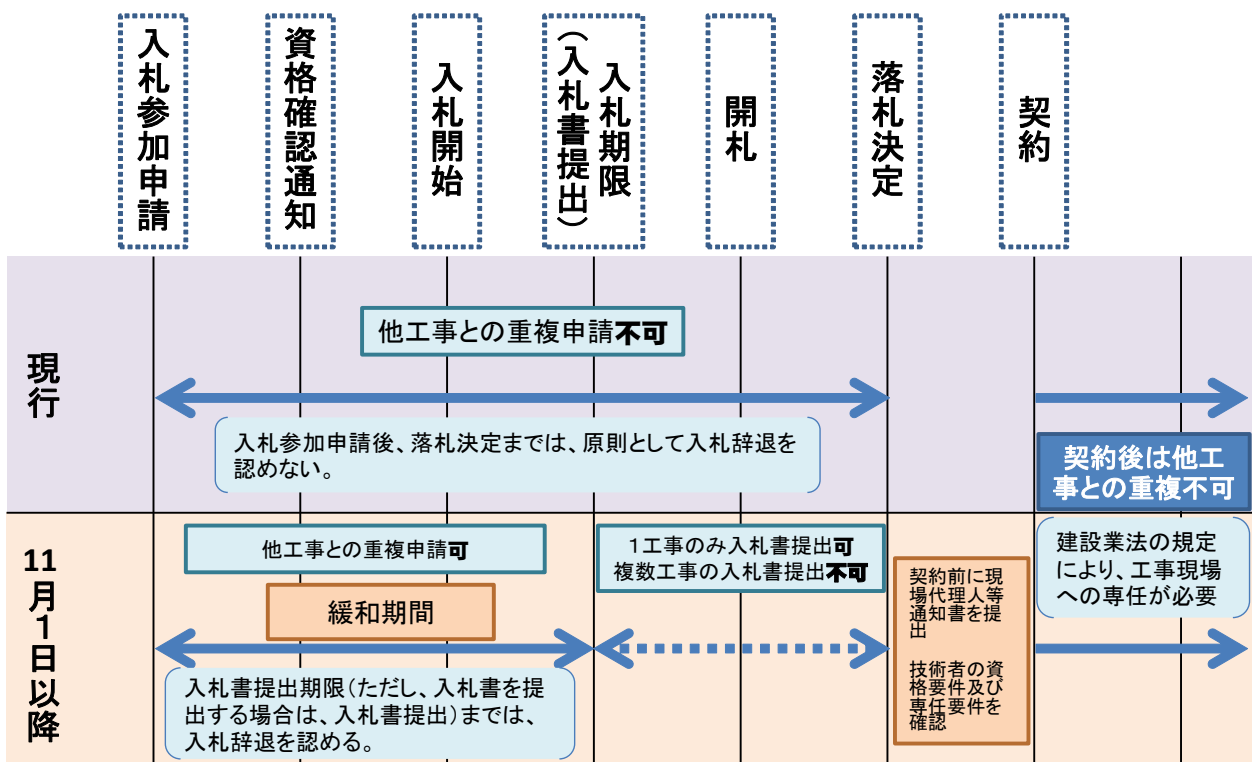 入札参加申請
資格確認通知
入札開始
入札期限
（入札書提出）
開札
落札決定
契約
現行
他工事との重複申請不可
入札参加申請後、落札決定までは、原則として入札辞退を
認めない。
契約後は他工
事との重複不可
11月１日以降
他工事との重複申請可
緩和期間
入札書提出期限（ただし、入札書を提
出する場合は、入札書提出）までは、
入札辞退を認める。
１工事のみ入札書提出可
複数工事の入札書提出不可
契約前に現
場代理人等
通知書を提
出
技術者の資
格要件及び
専任要件を
確認
建設業法の規定
により、工事現場
への専任が必要